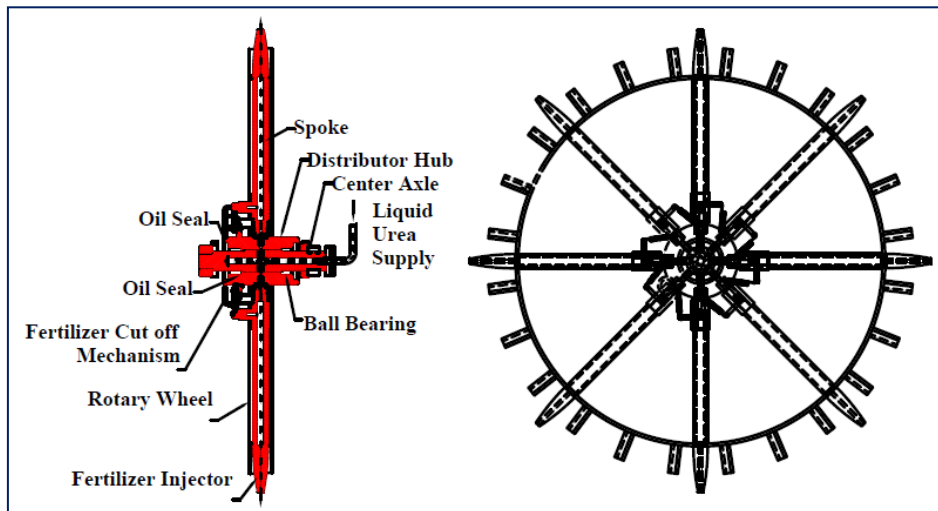 Spoke
Distributor Hub
Center Axle
Liquid
Urea
Supply
Oil Seal
Oil Seal
Ball Bearing
Fertilizer Cut off
Mechanism
Rotary Wheel
Fertilizer Injector